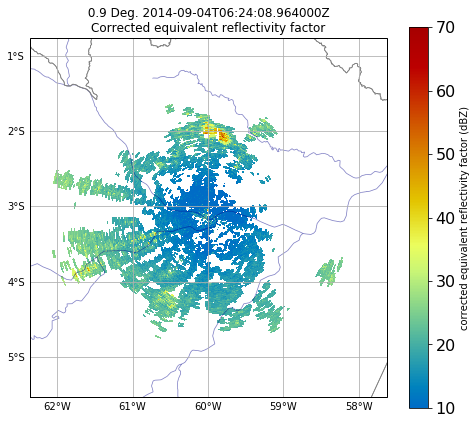 0.9 Deg. 2014-09-04T06:24:08.964000Z
Corrected equivalent reflectivity factor
1°S
2°S
3°S
4°S
5°S
62°W
61°W
60°W
59°W
58°W
70
60
50
40
30
20
10
corrected equivalent reflectivity factor (dBZ)